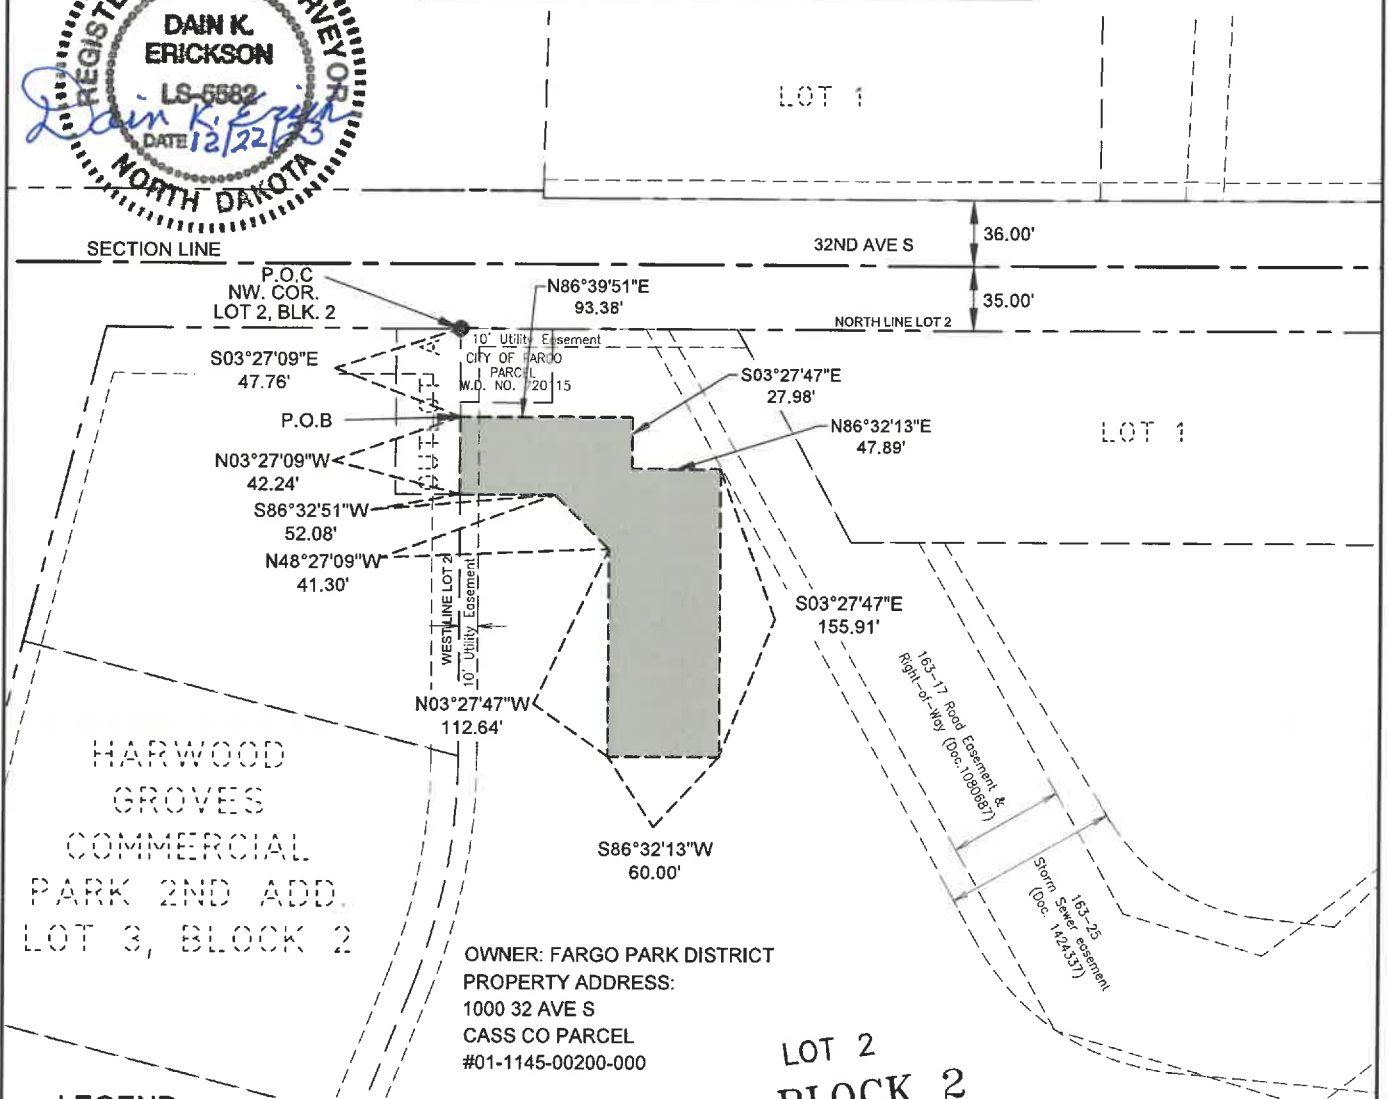 REGISTE
RVEYOR
DAIN K.
ERICKSON
LS-5582
Dain K. Erick
DATE 12/22/23
NORTH DAKOTA
LOT 1
SECTION LINE
32ND AVE S
36.00'
35.00'
P.O.C
NW. COR.
LOT 2, BLK. 2
N86°39'51"E
93.38'
NORTH LINE LOT 2
10' Utility Easement
CITY OF FARGO
PARCEL
W.D. NO. 720115
S03°27'09"E
47.76'
P.O.B
S03°27'47"E
27.98'
N86°32'13"E
47.89'
LOT 1
N03°27'09"W
42.24'
S86°32'51"W
52.08'
N48°27'09"W
41.30'
WEST LINE LOT 2
10' Utility Easement
S03°27'47"E
155.91'
N03°27'47"W
112.64'
163-17 Road Easement &
Right-of-Way (Doc.1080687)
S86°32'13"W
60.00'
163-25
Storm Sewer easement
(Doc. 1424337)
HARWOOD
GROVES
COMMERCIAL
PARK 2ND ADD.
LOT 3, BLOCK 2
OWNER: FARGO PARK DISTRICT
PROPERTY ADDRESS:
1000 32 AVE S
CASS CO PARCEL
#01-1145-00200-000
LOT 2
BLOCK 2
LEGEND